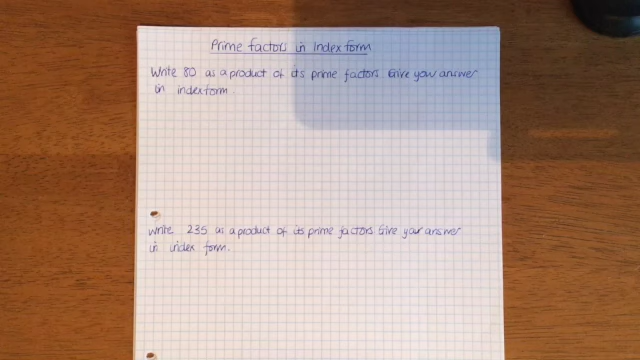 Prime factors in Index form
Write 80 as a product of its prime factors Give your answer
in index form.
Write 235 as a product of its prime factors Give your answer
in index form.